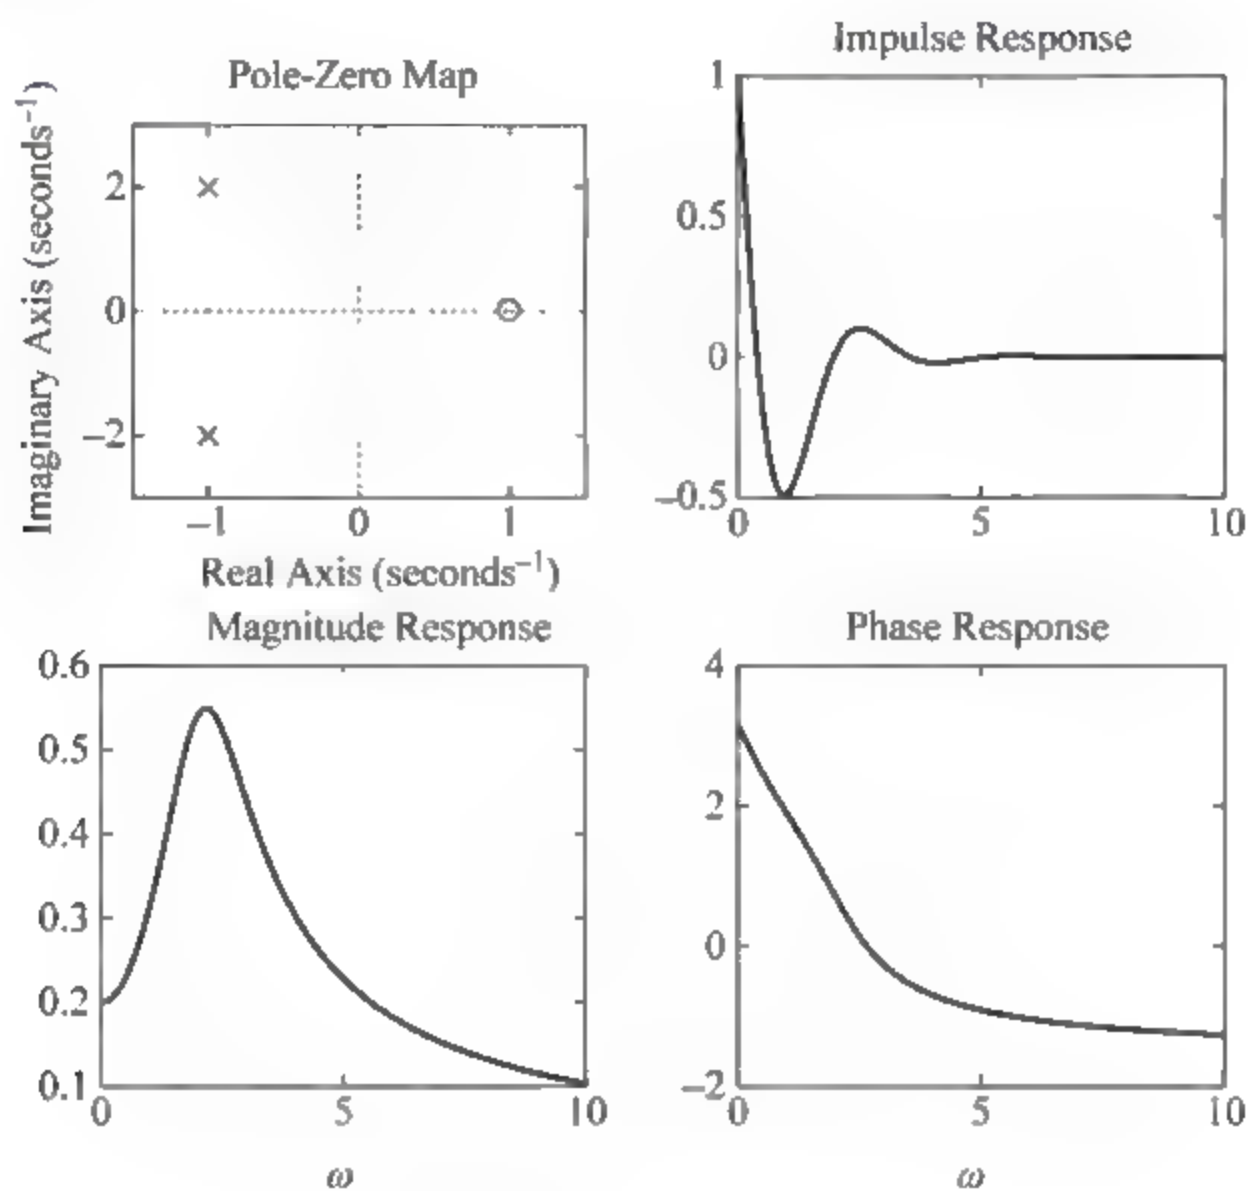 Pole-Zero Map
Imaginary Axis (seconds⁻¹)
2
0
−2
−1 0 1
Real Axis (seconds⁻¹)
Impulse Response
1
0.5
0
−0.5
0 5 10
Magnitude Response
0.6
0.5
0.4
0.3
0.2
0.1
0 5 10
ω
Phase Response
4
2
0
−2
0 5 10
ω